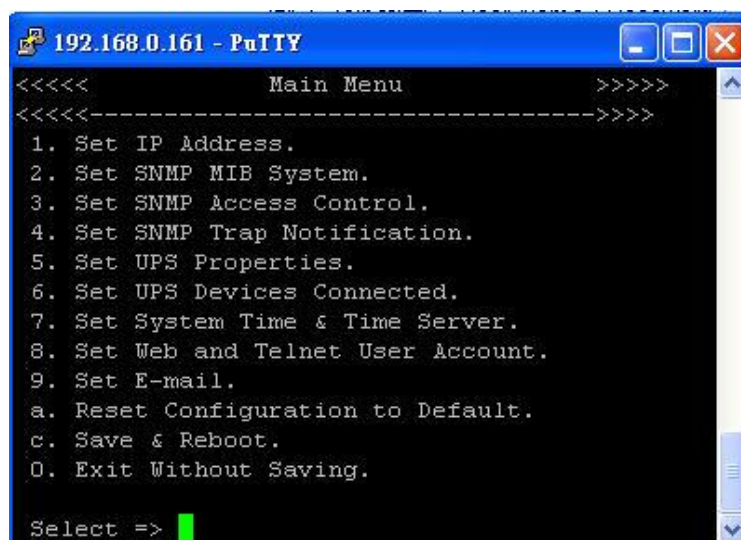 192.168.0.161 - PuTTY
<<<<<          Main Menu          >>>>>
<<<<<----------------------------------->>>>
1. Set IP Address.
2. Set SNMP MIB System.
3. Set SNMP Access Control.
4. Set SNMP Trap Notification.
5. Set UPS Properties.
6. Set UPS Devices Connected.
7. Set System Time & Time Server.
8. Set Web and Telnet User Account.
9. Set E-mail.
a. Reset Configuration to Default.
c. Save & Reboot.
0. Exit Without Saving.
Select =>